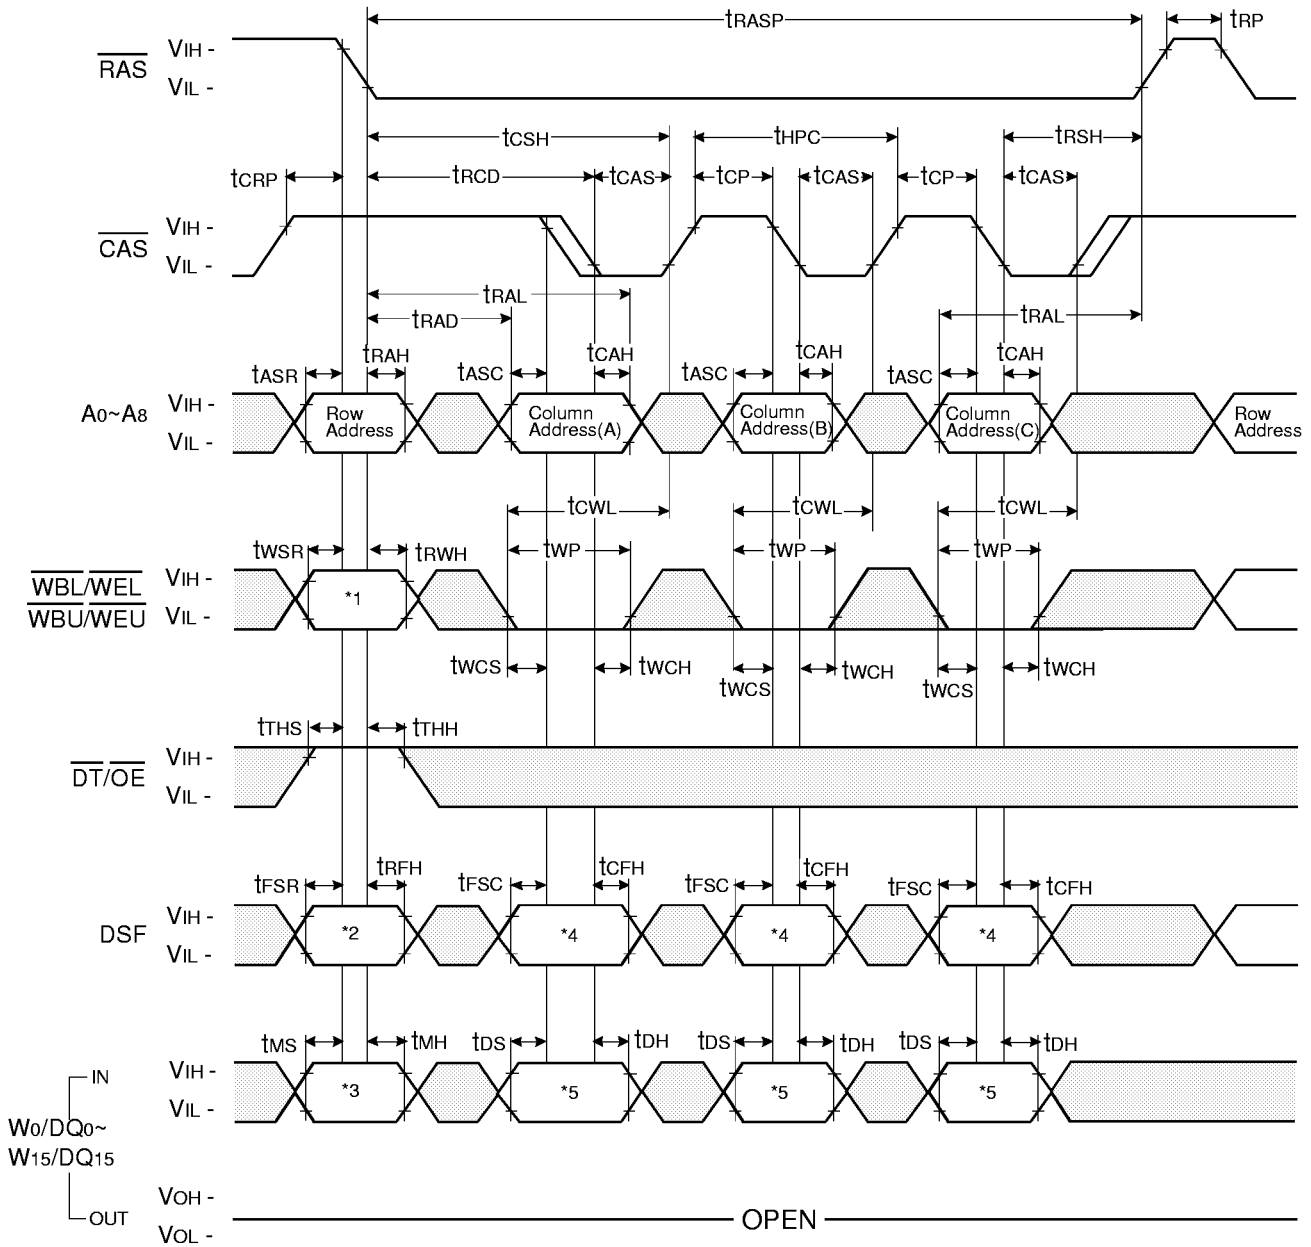 tRASP tRP
RAS VIH -
VIL -
tCSH tHPC tRSH
tCRP tRCD tCAS tCP tCAS tCP tCAS
CAS VIH -
VIL -
tRAL
tRAD tRAL
tASR tRAH tASC tCAH tASC tCAH tASC tCAH
A0~A8 VIH -
VIL -
Row Address
Column Address(A)
Column Address(B)
Column Address(C)
Row Address
tCWL tCWL tCWL
tWSR tRWH tWP tWP tWP
WBL/WEL
WBU/WEU
VIH -
VIL -
*1
tWCS tWCH tWCS tWCH tWCS tWCH
tTHS tTHH
DT/OE VIH -
VIL -
tFSR tRFH tFSC tCFH tFSC tCFH tFSC tCFH
DSF VIH -
VIL -
*2 *4 *4 *4
tMS tMH tDS tDH tDS tDH tDS tDH
IN VIH -
VIL -
*3 *5 *5 *5
W0/DQ0~
W15/DQ15
OUT VOH -
VOL -
OPEN